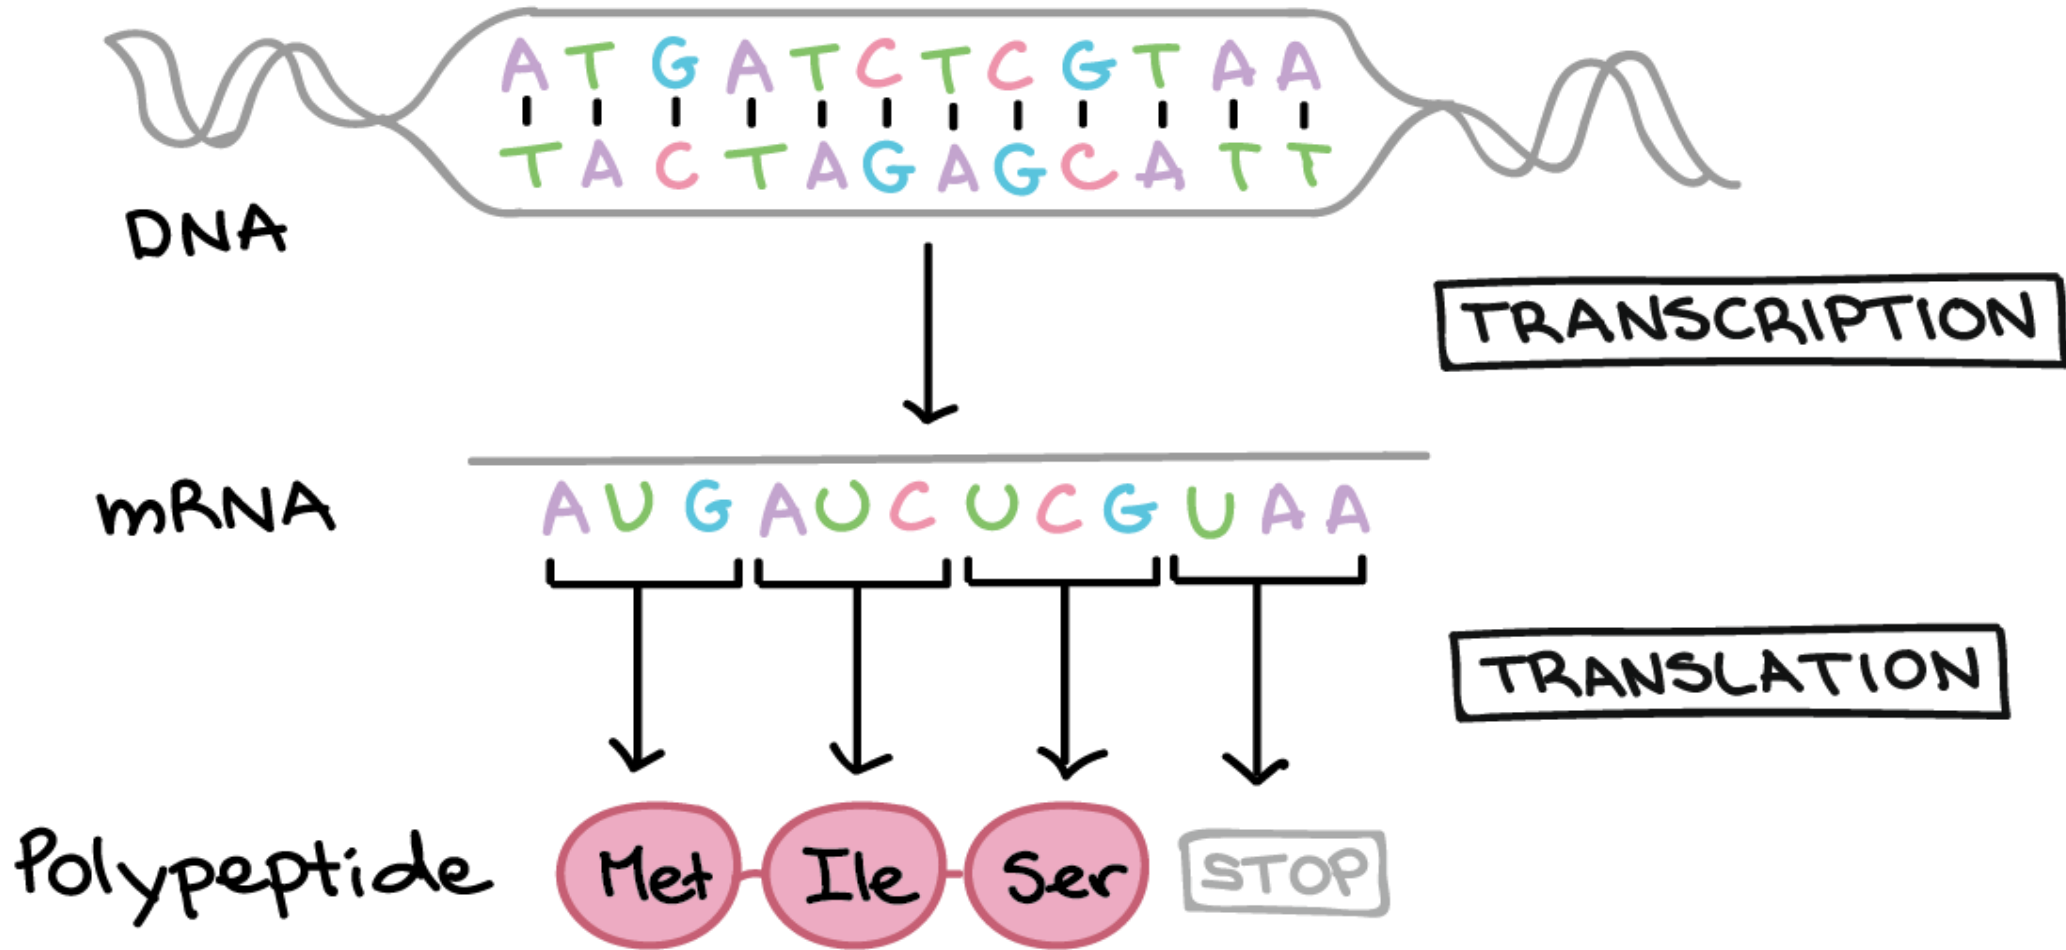 A T G A T C T C G T A A
T A C T A G A G C A T T
DNA
TRANSCRIPTION
mRNA
A U G A U C U C G U A A
TRANSLATION
Polypeptide
Met Ile Ser STOP